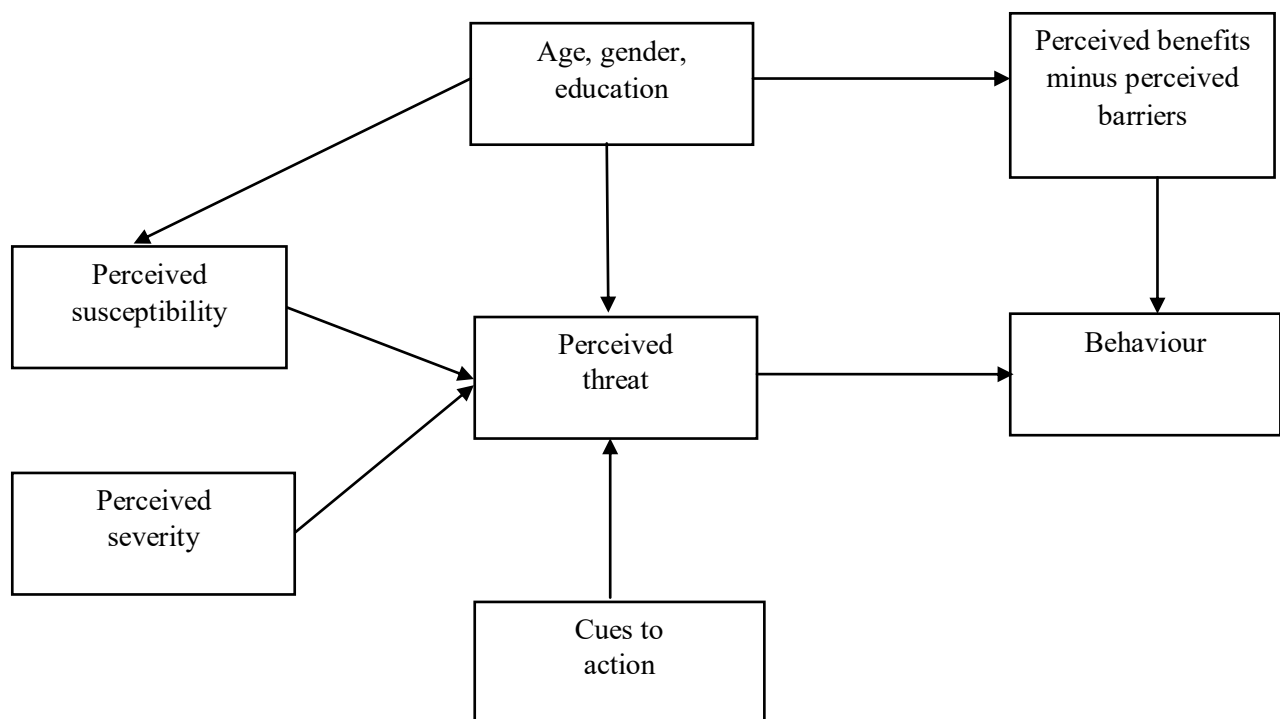 Age, gender,
education
Perceived benefits
minus perceived
barriers
Perceived
susceptibility
Perceived
threat
Behaviour
Perceived
severity
Cues to
action